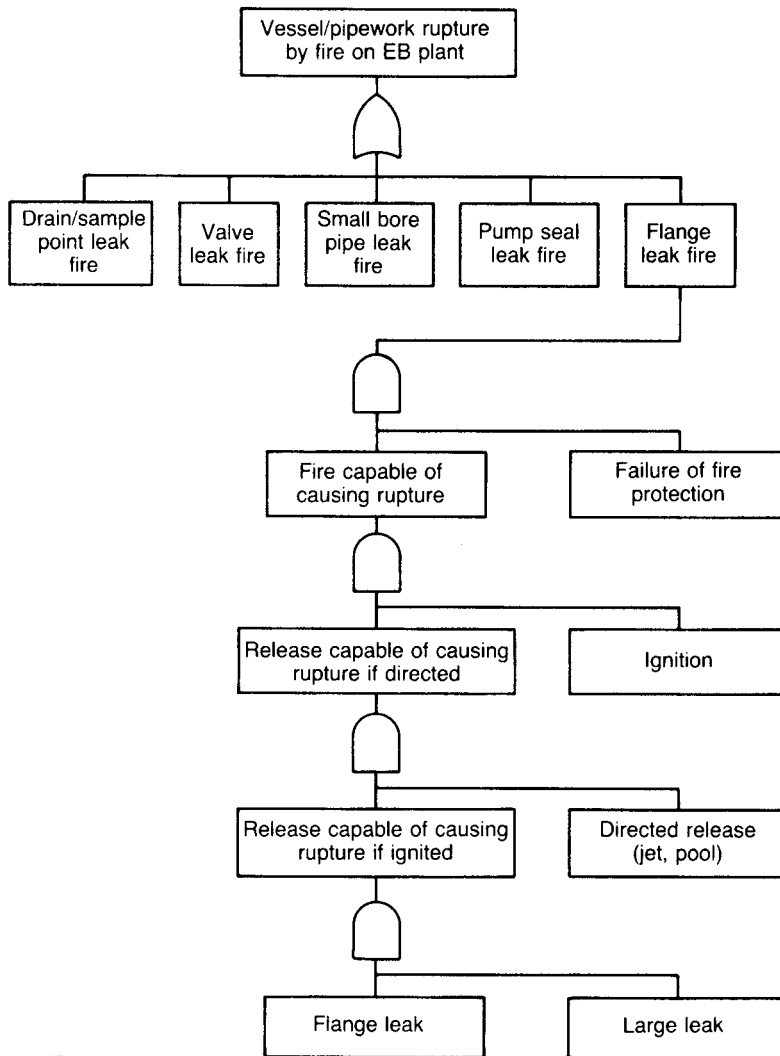 Vessel/pipework rupture
by fire on EB plant
Drain/sample
point leak
fire
Valve
leak fire
Small bore
pipe leak
fire
Pump seal
leak fire
Flange
leak fire
Fire capable of
causing rupture
Failure of fire
protection
Release capable of causing
rupture if directed
Ignition
Release capable of causing
rupture if ignited
Directed release
(jet, pool)
Flange leak
Large leak